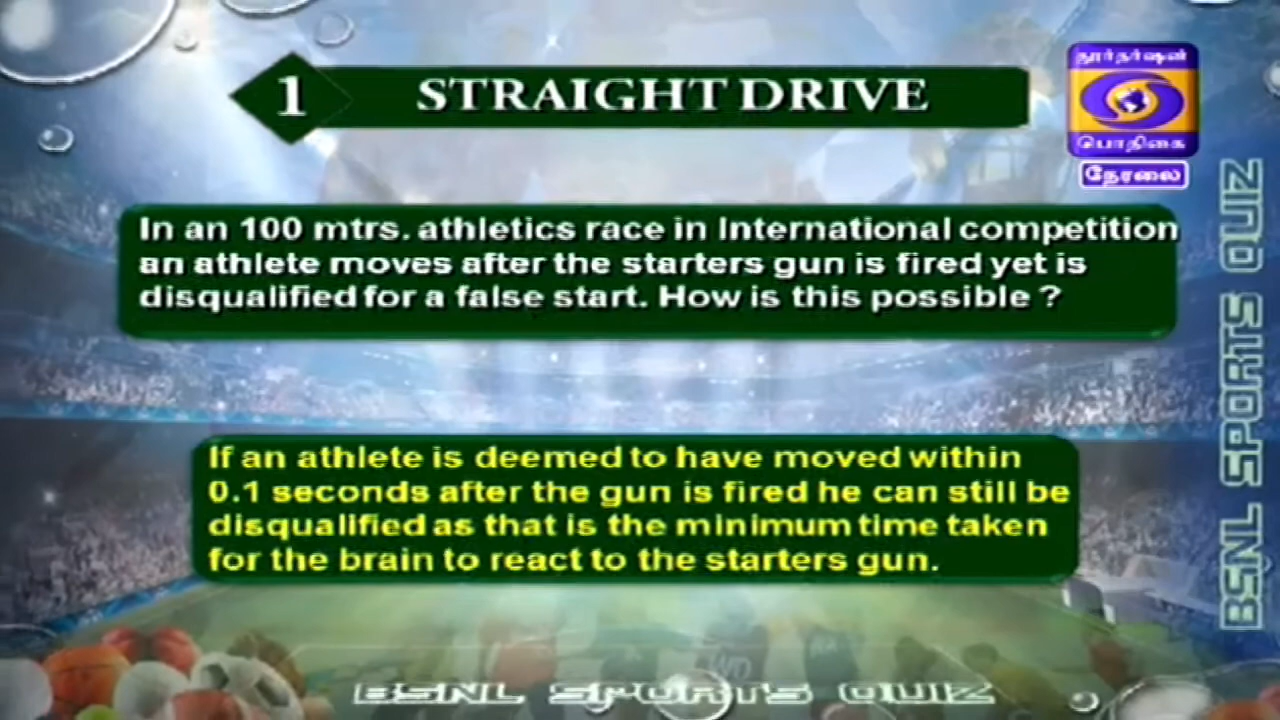 1 STRAIGHT DRIVE
தூர்தர்ஷன்
பொதிகை
நேரலை
In an 100 mtrs. athletics race in International competition
an athlete moves after the starters gun is fired yet is
disqualified for a false start. How is this possible ?
If an athlete is deemed to have moved within
0.1 seconds after the gun is fired he can still be
disqualified as that is the minimum time taken
for the brain to react to the starters gun.
BSNL SPORTS QUIZ
BSNL SPORTS QUIZ